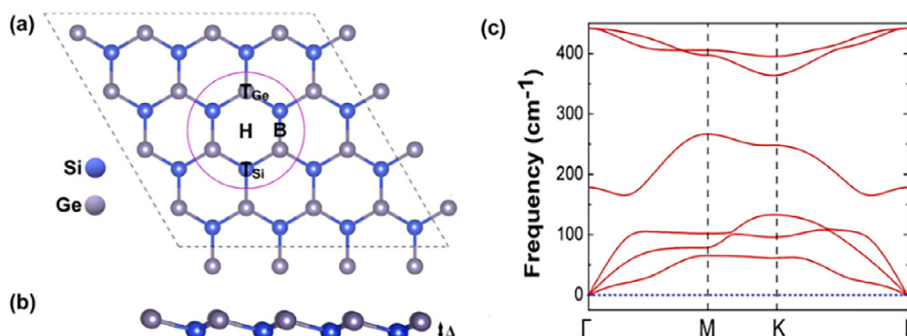 (a)
T_Ge
H B
T_Si
Si
Ge
(b)
Δ
(c)
Frequency (cm⁻¹)
400
300
200
100
0
Γ M K